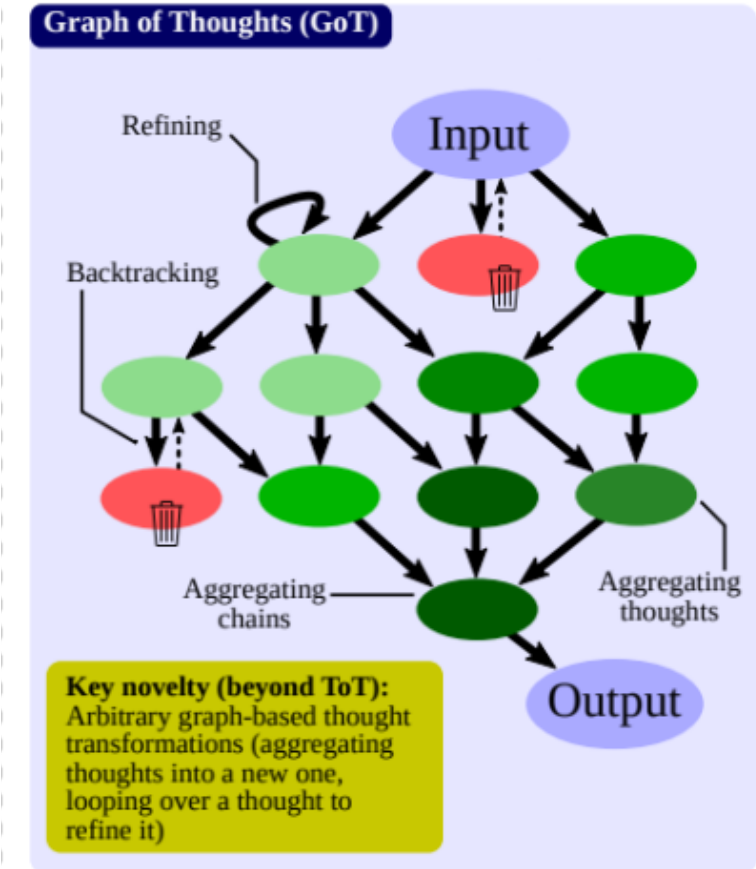 Graph of Thoughts (GoT)
Input
Refining
Backtracking
Aggregating
chains
Aggregating
thoughts
Output
Key novelty (beyond ToT):
Arbitrary graph-based thought
transformations (aggregating
thoughts into a new one,
looping over a thought to
refine it)